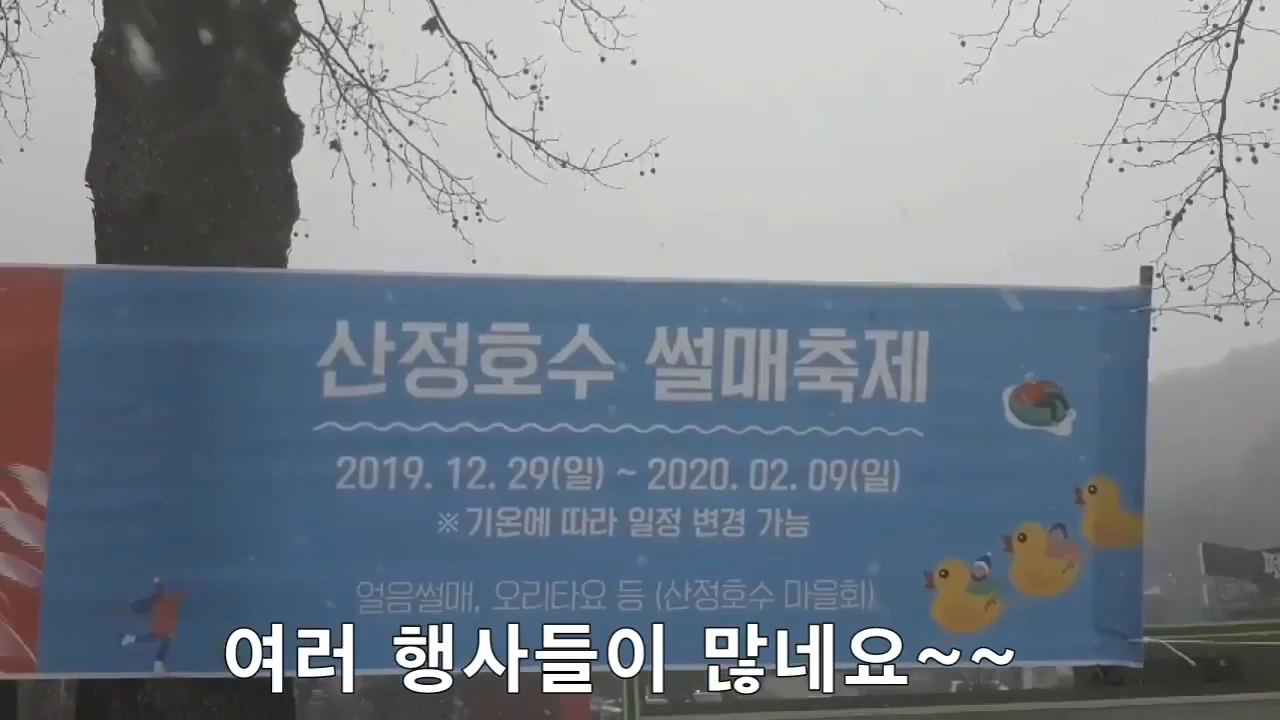 산정호수 썰매축제
2019. 12. 29(일) ~ 2020. 02. 09(일)
※ 기온에 따라 일정 변경 가능
얼음썰매, 오리타요 등 (산정호수 마을회)
여러 행사들이 많네요~~